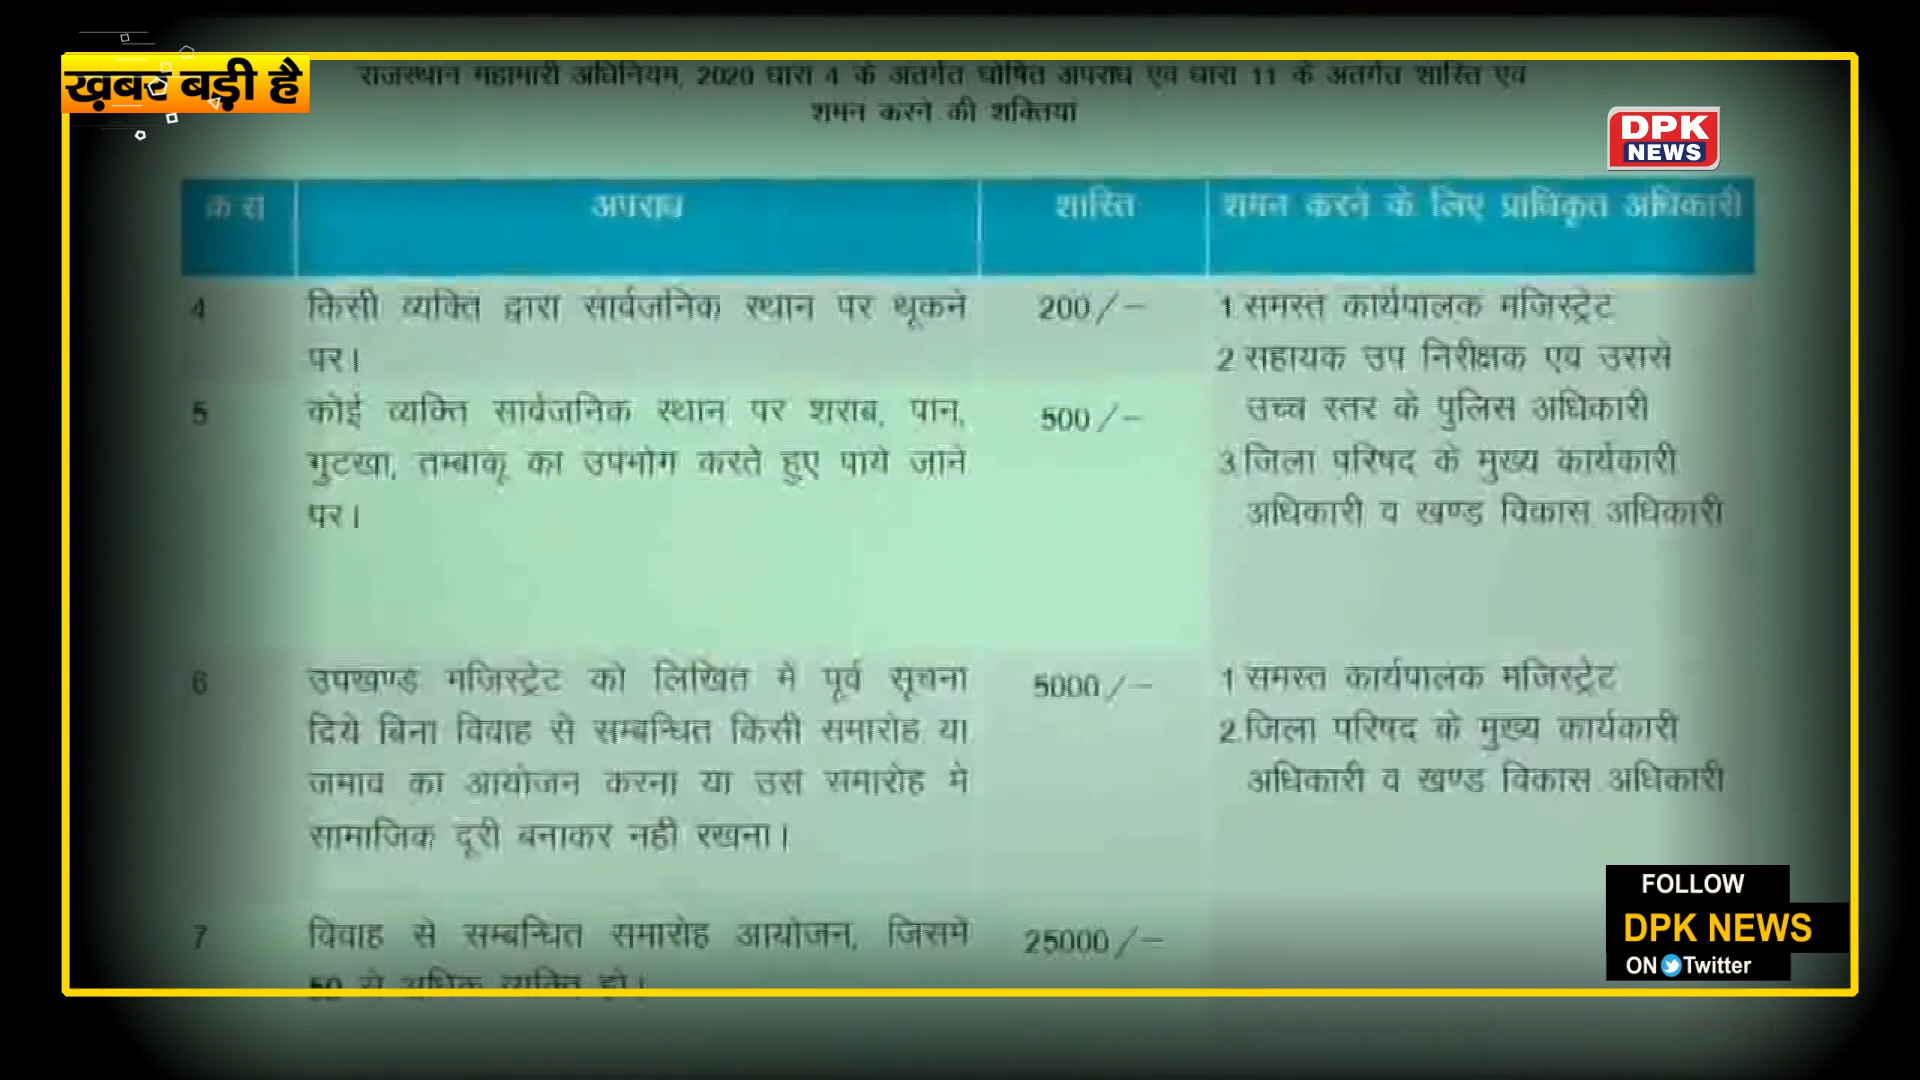 ख़बर बड़ी है
राजस्थान महामारी अधिनियम, 2020 धारा 4 के अंतर्गत घोषित अपराध एवं धारा 11 के अंतर्गत शास्ति एवं
शमन करने की शक्तियां
DPK
NEWS
क्र सं अपराध शास्ति शमन करने के लिए प्राधिकृत अधिकारी
4 किसी व्यक्ति द्वारा सार्वजनिक स्थान पर थूकने 200/- 1 समस्त कार्यपालक मजिस्ट्रेट
पर। 2 सहायक उप निरीक्षक एवं उससे
5 कोई व्यक्ति सार्वजनिक स्थान पर शराब, पान, 500/- उच्च स्तर के पुलिस अधिकारी
गुटखा, तम्बाकू का उपभोग करते हुए पाये जाने 3 जिला परिषद के मुख्य कार्यकारी
पर। अधिकारी व खण्ड विकास अधिकारी
6 उपखण्ड मजिस्ट्रेट को लिखित में पूर्व सूचना 5000/- 1 समस्त कार्यपालक मजिस्ट्रेट
दिये बिना विवाह से सम्बन्धित किसी समारोह या 2 जिला परिषद के मुख्य कार्यकारी
जमाव का आयोजन करना या उस समारोह में अधिकारी व खण्ड विकास अधिकारी
सामाजिक दूरी बनाकर नहीं रखना।
7 विवाह से सम्बन्धित समारोह आयोजन, जिसमें 25000/-
50 से अधिक व्यक्ति हो।
FOLLOW
DPK NEWS
ON Twitter